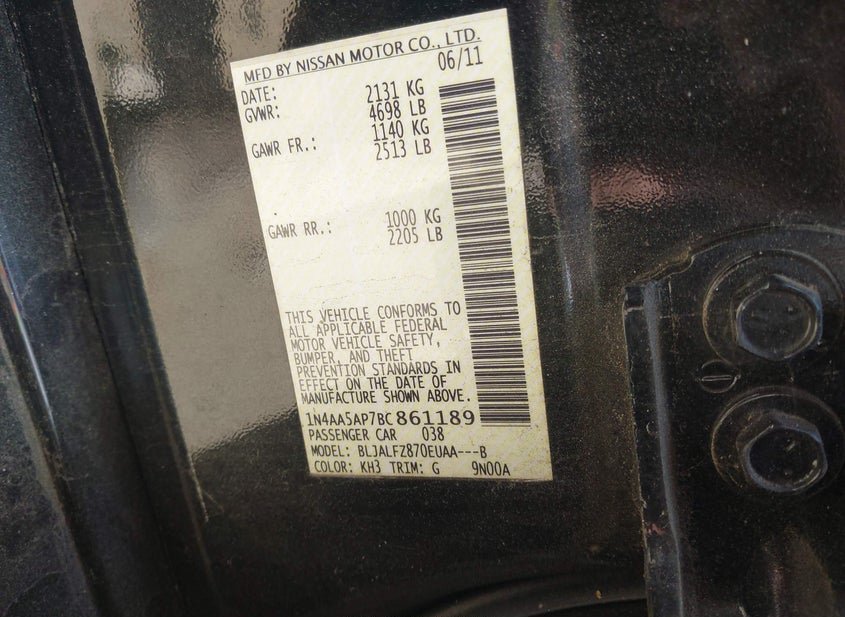 MFD BY NISSAN MOTOR CO., LTD.
DATE: 06/11
GVWR: 2131 KG
4698 LB
GAWR FR.: 1140 KG
2513 LB
GAWR RR.: 1000 KG
2205 LB
THIS VEHICLE CONFORMS TO
ALL APPLICABLE FEDERAL
MOTOR VEHICLE SAFETY,
BUMPER, AND THEFT
PREVENTION STANDARDS IN
EFFECT ON THE DATE OF
MANUFACTURE SHOWN ABOVE.
1N4AA5AP7BC861189
PASSENGER CAR 038
MODEL: BLJALFZ870EUAA---B
COLOR: KH3 TRIM: G 9N00A